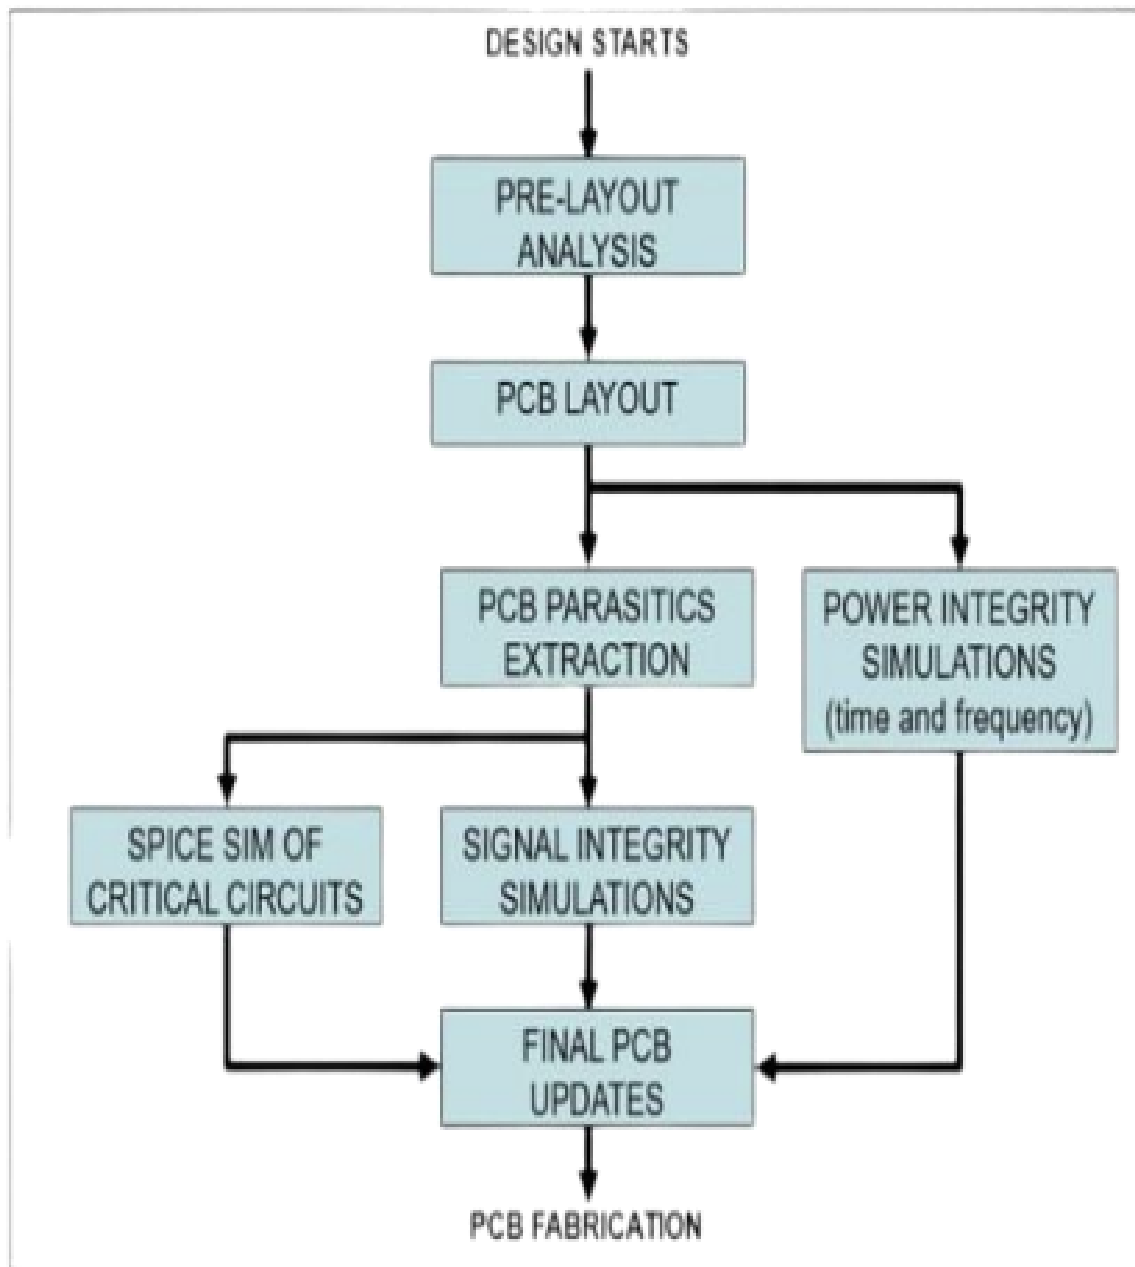 DESIGN STARTS
PRE-LAYOUT
ANALYSIS
PCB LAYOUT
PCB PARASITICS
EXTRACTION
POWER INTEGRITY
SIMULATIONS
(time and frequency)
SPICE SIM OF
CRITICAL CIRCUITS
SIGNAL INTEGRITY
SIMULATIONS
FINAL PCB
UPDATES
PCB FABRICATION